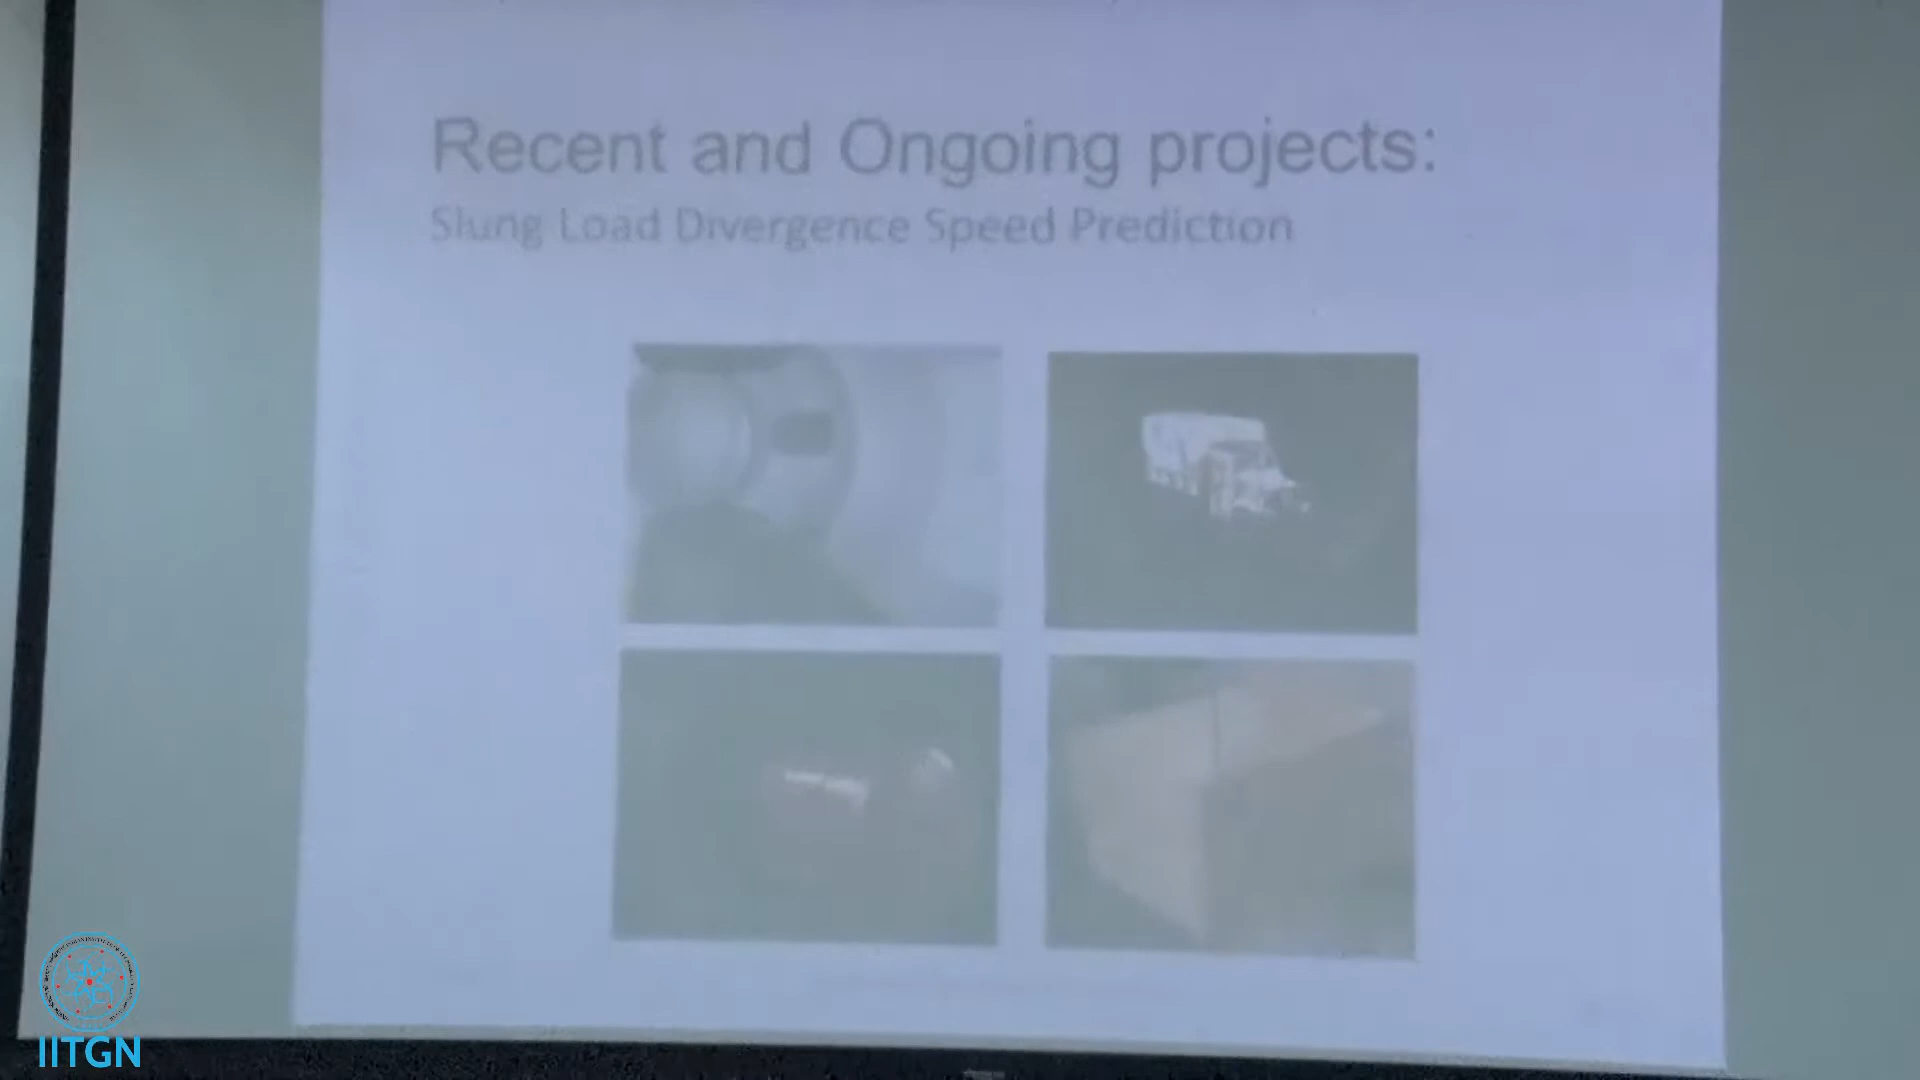 Recent and Ongoing projects:
Slung Load Divergence Speed Prediction
IITGN